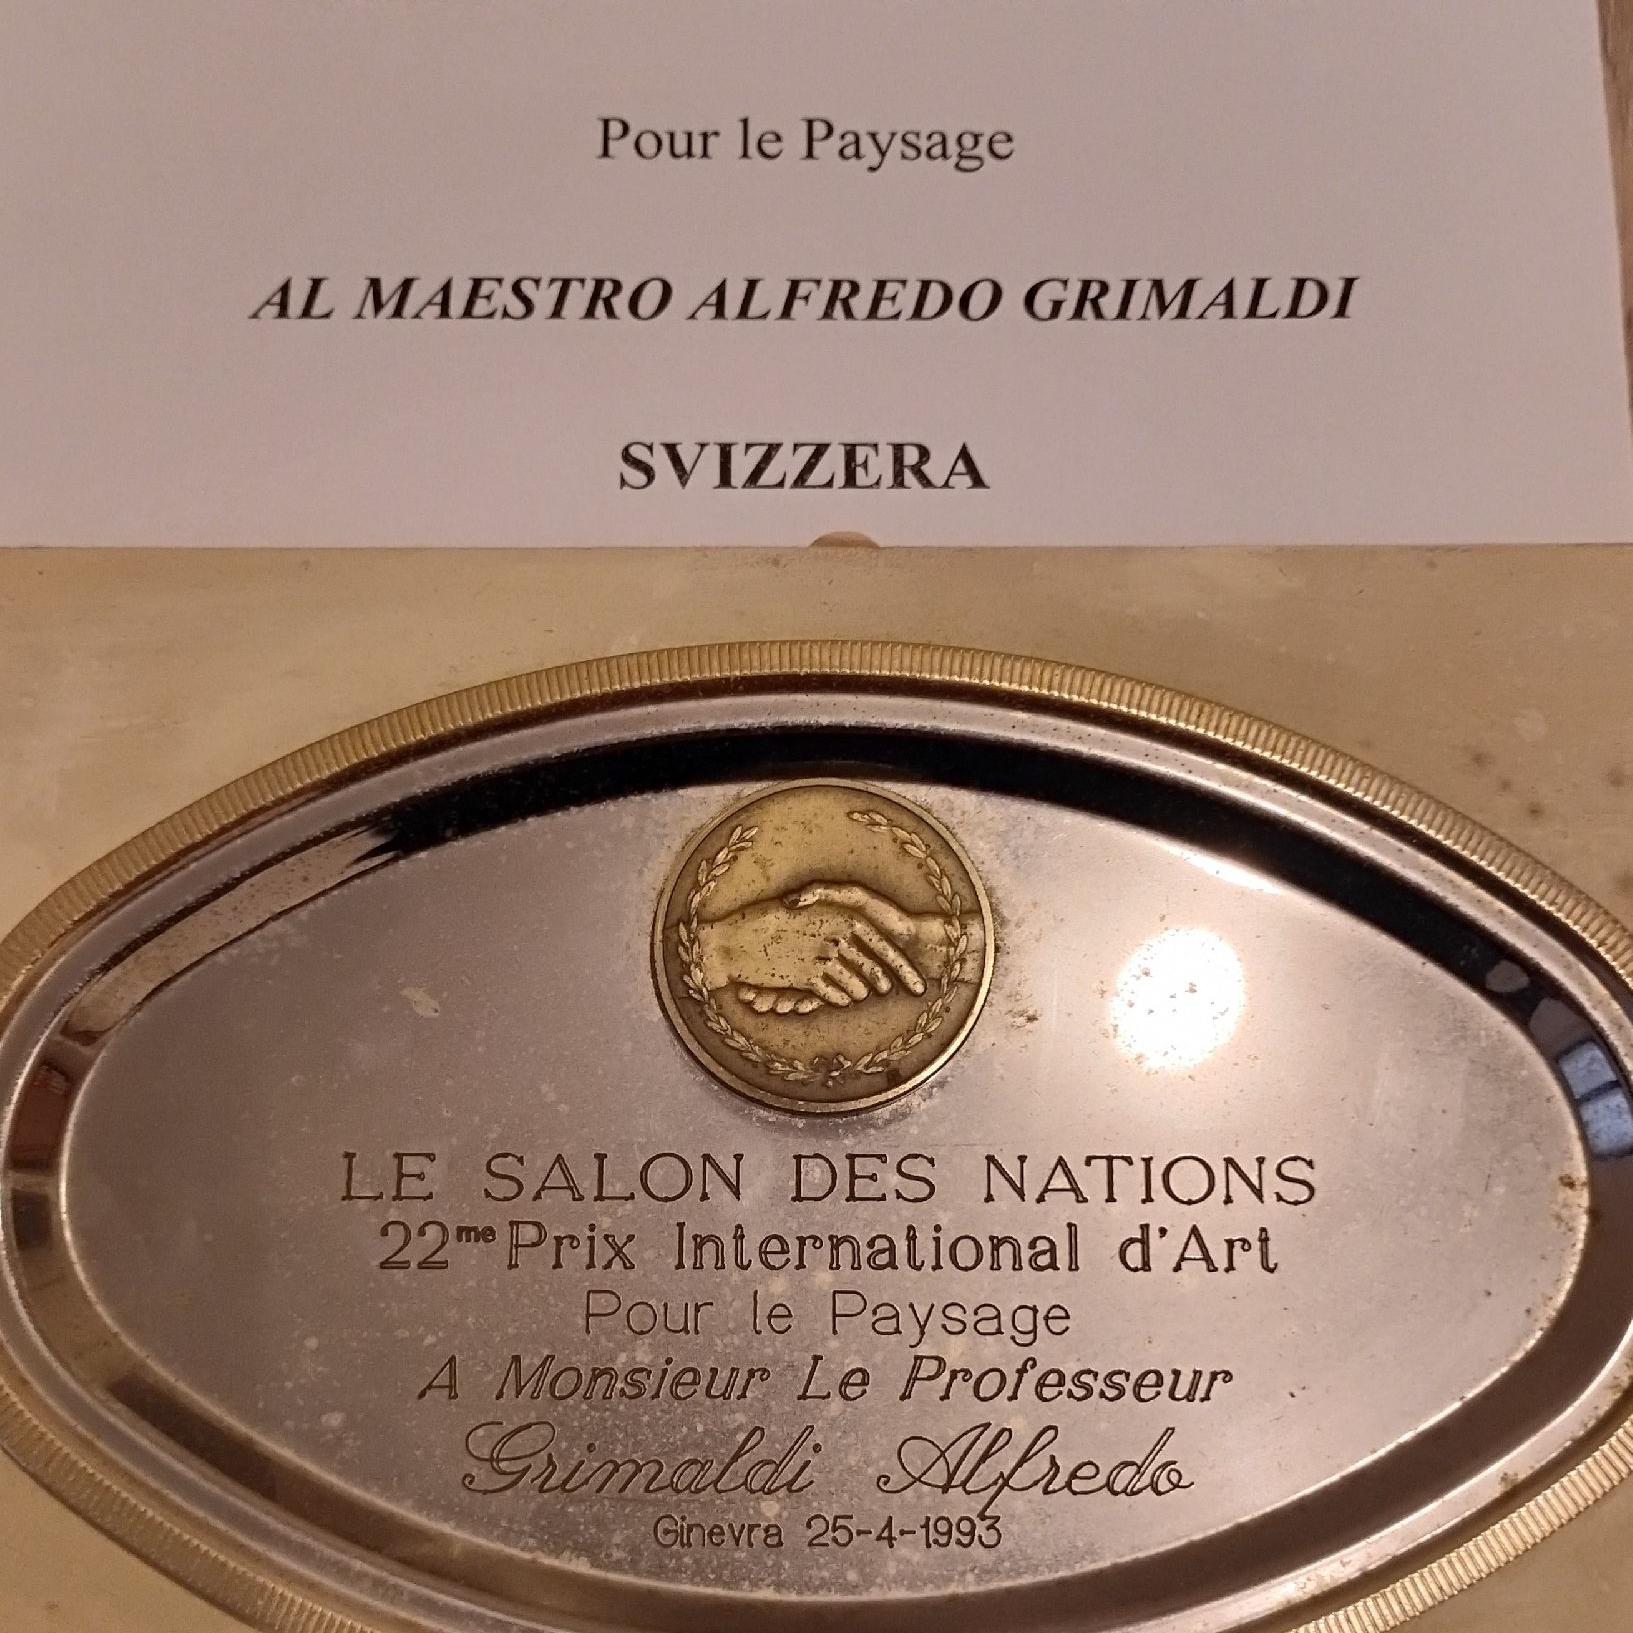 Pour le Paysage
AL MAESTRO ALFREDO GRIMALDI
SVIZZERA
LE SALON DES NATIONS
22me Prix International d'Art
Pour le Paysage
A Monsieur Le Professeur
Grimaldi Alfredo
Ginevra 25-4-1993